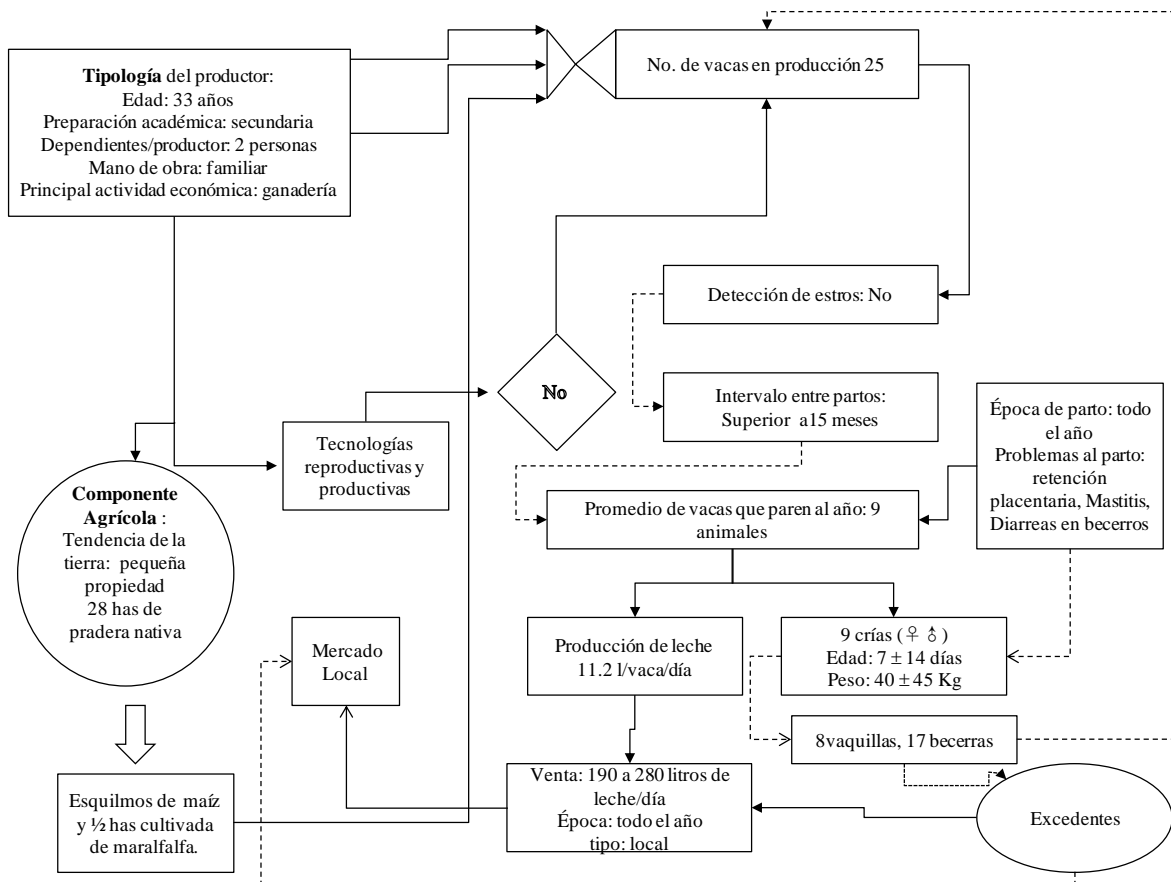 Tipología del productor:
Edad: 33 años
Preparación académica: secundaria
Dependientes/productor: 2 personas
Mano de obra: familiar
Principal actividad económica: ganadería
No. de vacas en producción 25
Detección de estros: No
No
Intervalo entre partos:
Superior a15 meses
Época de parto: todo
el año
Problemas al parto:
retención
placentaria, Mastitis,
Diarreas en becerros
Tecnologías
reproductivas y
productivas
Componente
Agrícola :
Tendencia de la
tierra: pequeña
propiedad
28 has de
pradera nativa
Promedio de vacas que paren al año: 9
animales
Mercado
Local
Producción de leche
11.2 l/vaca/día
9 crías (♀ ♂)
Edad: 7 ± 14 días
Peso: 40 ± 45 Kg
8vaquillas, 17 becerras
Esquilmos de maíz
y ½ has cultivada
de maralfalfa.
Venta: 190 a 280 litros de
leche/día
Época: todo el año
tipo: local
Excedentes